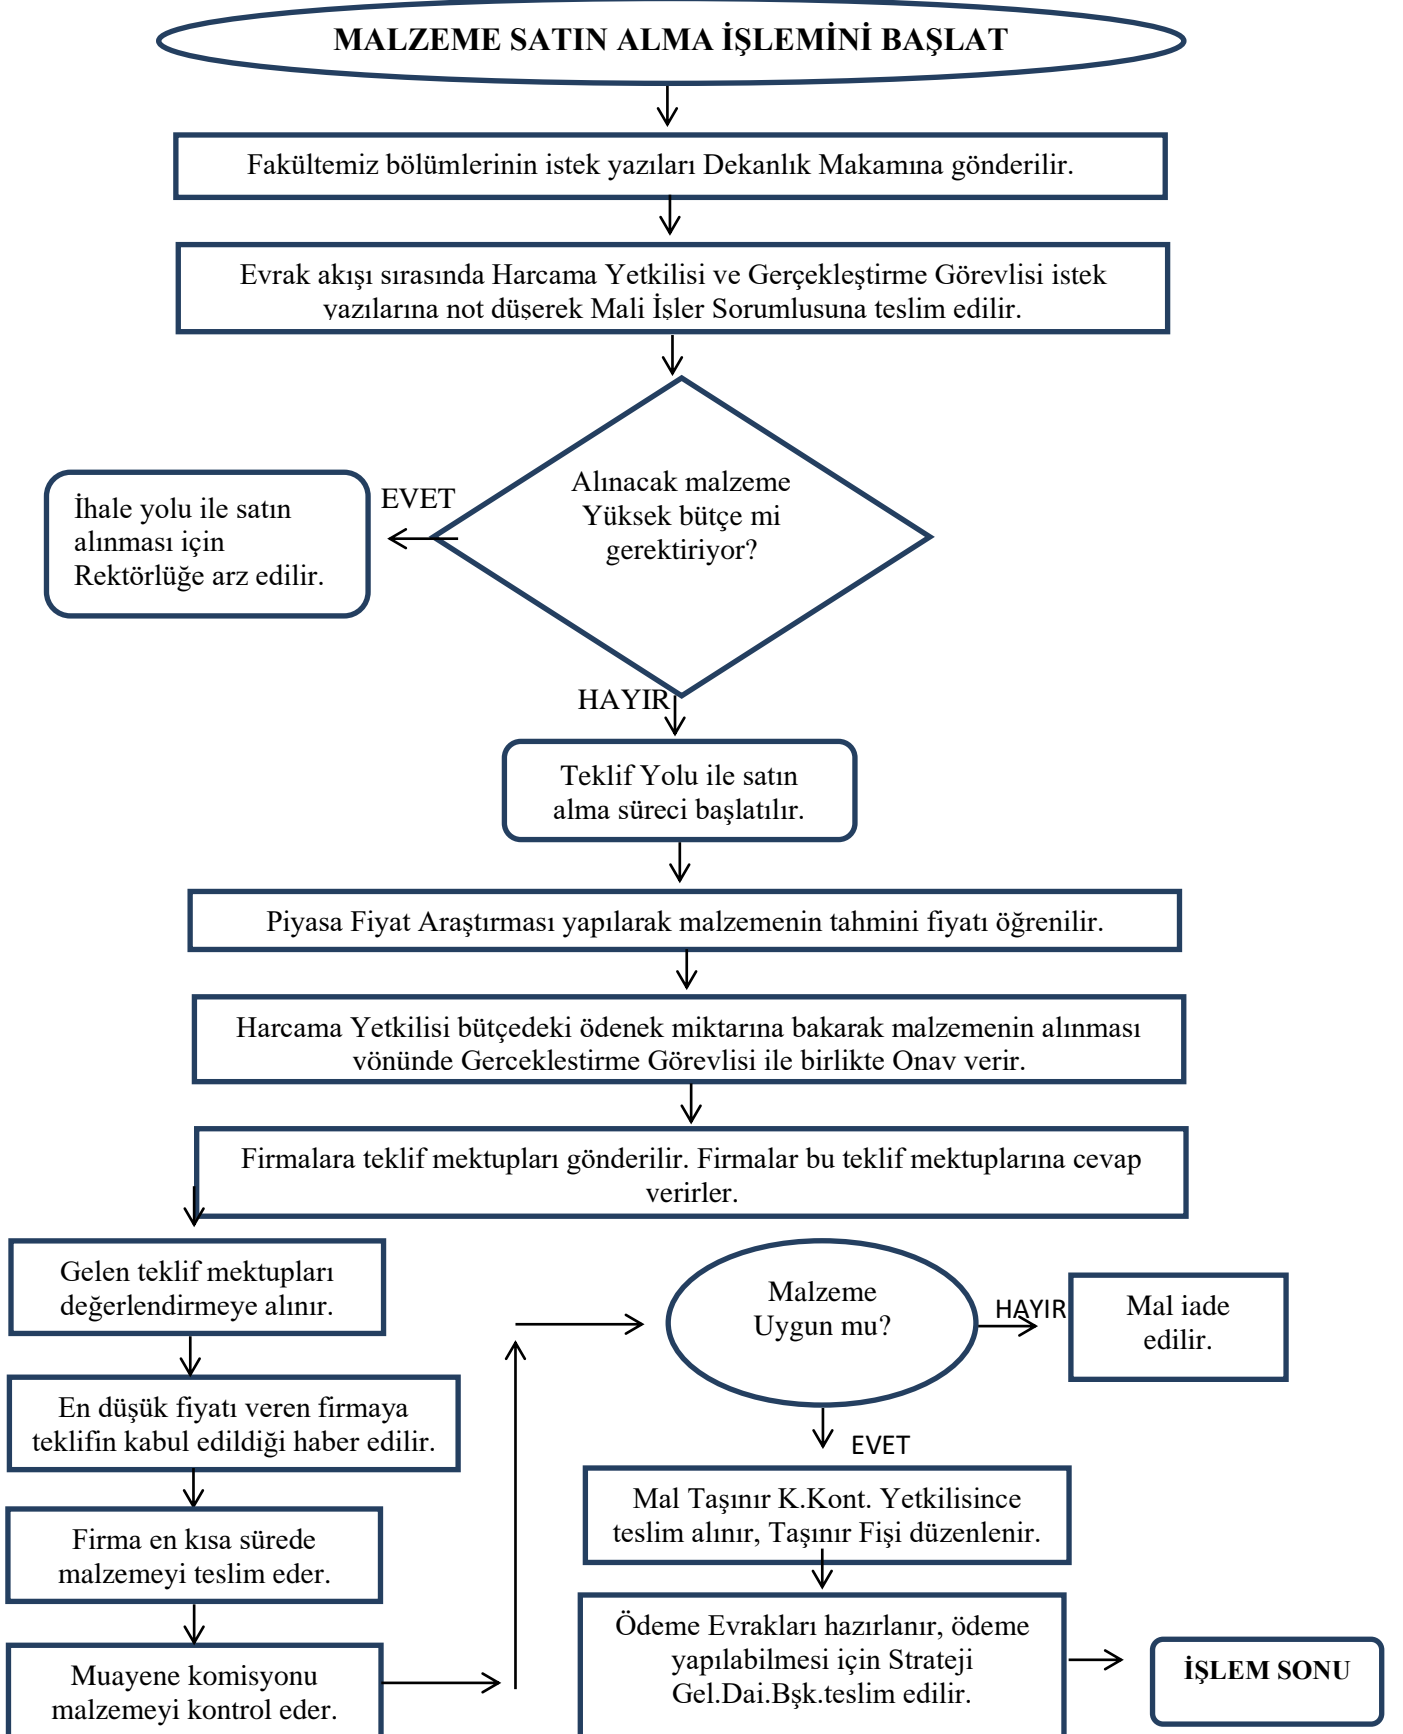 MALZEME SATIN ALMA İŞLEMİNİ BAŞLAT
Fakültemiz bölümlerinin istek yazıları Dekanlık Makamına gönderilir.
Evrak akışı sırasında Harcama Yetkilisi ve Gerçekleştirme Görevlisi istek
yazılarına not düşerek Mali İşler Sorumlusuna teslim edilir.
Alınacak malzeme
Yüksek bütçe mi
gerektiriyor?
EVET
İhale yolu ile satın
alınması için
Rektörlüğe arz edilir.
HAYIR
Teklif Yolu ile satın
alma süreci başlatılır.
Piyasa Fiyat Araştırması yapılarak malzemenin tahmini fiyatı öğrenilir.
Harcama Yetkilisi bütçedeki ödenek miktarına bakarak malzemenin alınması
yönünde Gerçekleştirme Görevlisi ile birlikte Onay verir.
Firmalara teklif mektupları gönderilir. Firmalar bu teklif mektuplarına cevap
verirler.
Gelen teklif mektupları
değerlendirmeye alınır.
En düşük fiyatı veren firmaya
teklifin kabul edildiği haber edilir.
Firma en kısa sürede
malzemeyi teslim eder.
Muayene komisyonu
malzemeyi kontrol eder.
Malzeme
Uygun mu?
HAYIR
Mal iade
edilir.
EVET
Mal Taşınır K.Kont. Yetkilisince
teslim alınır, Taşınır Fişi düzenlenir.
Ödeme Evrakları hazırlanır, ödeme
yapılabilmesi için Strateji
Gel.Dai.Bşk.teslim edilir.
İŞLEM SONU